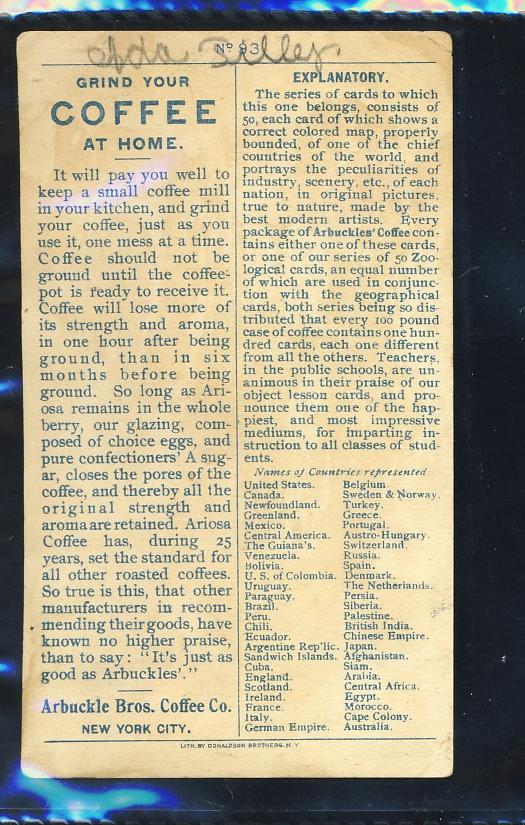 Nº 93
Ada Tilley
GRIND YOUR
COFFEE
AT HOME.
It will pay you well to
keep a small coffee mill
in your kitchen, and grind
your coffee, just as you
use it, one mess at a time.
Coffee should not be
ground until the coffee-
pot is ready to receive it.
Coffee will lose more of
its strength and aroma,
in one hour after being
ground, than in six
months before being
ground. So long as Ari-
osa remains in the whole
berry, our glazing, com-
posed of choice eggs, and
pure confectioners' A sug-
ar, closes the pores of the
coffee, and thereby all the
original strength and
aroma are retained. Ariosa
Coffee has, during 25
years, set the standard for
all other roasted coffees.
So true is this, that other
manufacturers in recom-
mending their goods, have
known no higher praise,
than to say: "It's just as
good as Arbuckles'."
Arbuckle Bros. Coffee Co.
NEW YORK CITY.
EXPLANATORY.
The series of cards to which
this one belongs, consists of
50, each card of which shows a
correct colored map, properly
bounded, of one of the chief
countries of the world, and
portrays the peculiarities of
industry, scenery, etc., of each
nation, in original pictures,
true to nature, made by the
best modern artists. Every
package of Arbuckles' Coffee con-
tains either one of these cards,
or one of our series of 50 Zoo-
logical cards, an equal number
of which are used in conjunc-
tion with the geographical
cards, both series being so dis-
tributed that every 100 pound
case of coffee contains one hun-
dred cards, each one different
from all the others. Teachers,
in the public schools, are un-
animous in their praise of our
object lesson cards, and pro-
nounce them one of the hap-
piest, and most impressive
mediums, for imparting in-
struction to all classes of stud-
ents.
Names of Countries represented
United States.
Canada.
Newfoundland.
Greenland.
Mexico.
Central America.
The Guiana's.
Venezuela.
Bolivia.
U. S. of Colombia.
Uruguay.
Paraguay.
Brazil.
Peru.
Chili.
Ecuador.
Argentine Rep'lic.
Sandwich Islands.
Cuba.
England.
Scotland.
Ireland.
France.
Italy.
German Empire.
Belgium.
Sweden & Norway.
Turkey.
Greece.
Portugal.
Austro-Hungary.
Switzerland.
Russia.
Spain.
Denmark.
The Netherlands.
Persia.
Siberia.
Palestine.
British India.
Chinese Empire.
Japan.
Afghanistan.
Siam.
Arabia.
Central Africa.
Egypt.
Morocco.
Cape Colony.
Australia.
LITH. BY DONALDSON BROTHERS, N Y